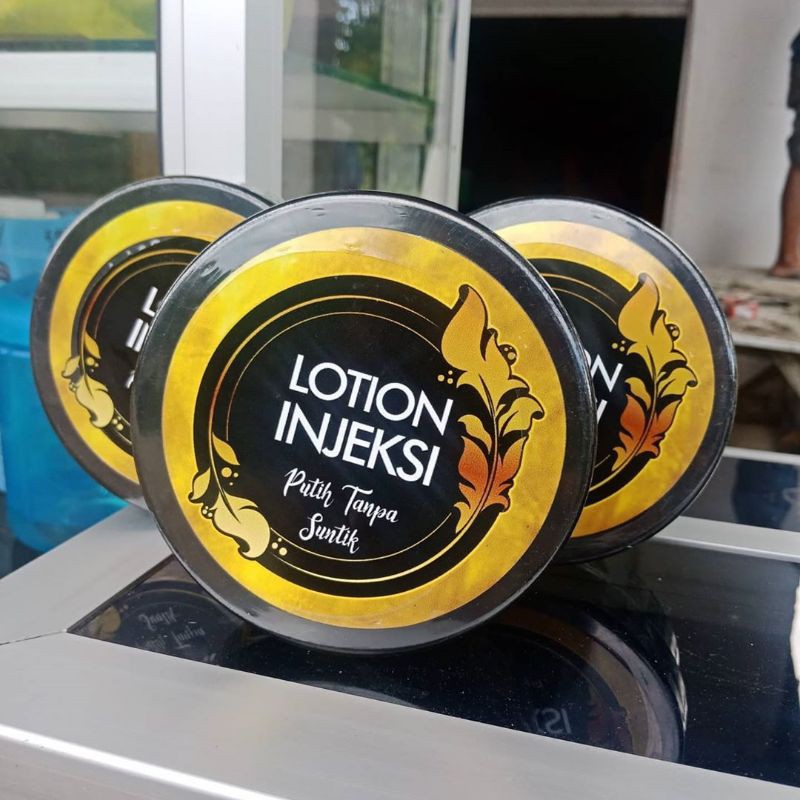 LOTION
INJEKSI
Putih Tanpa
Suntik